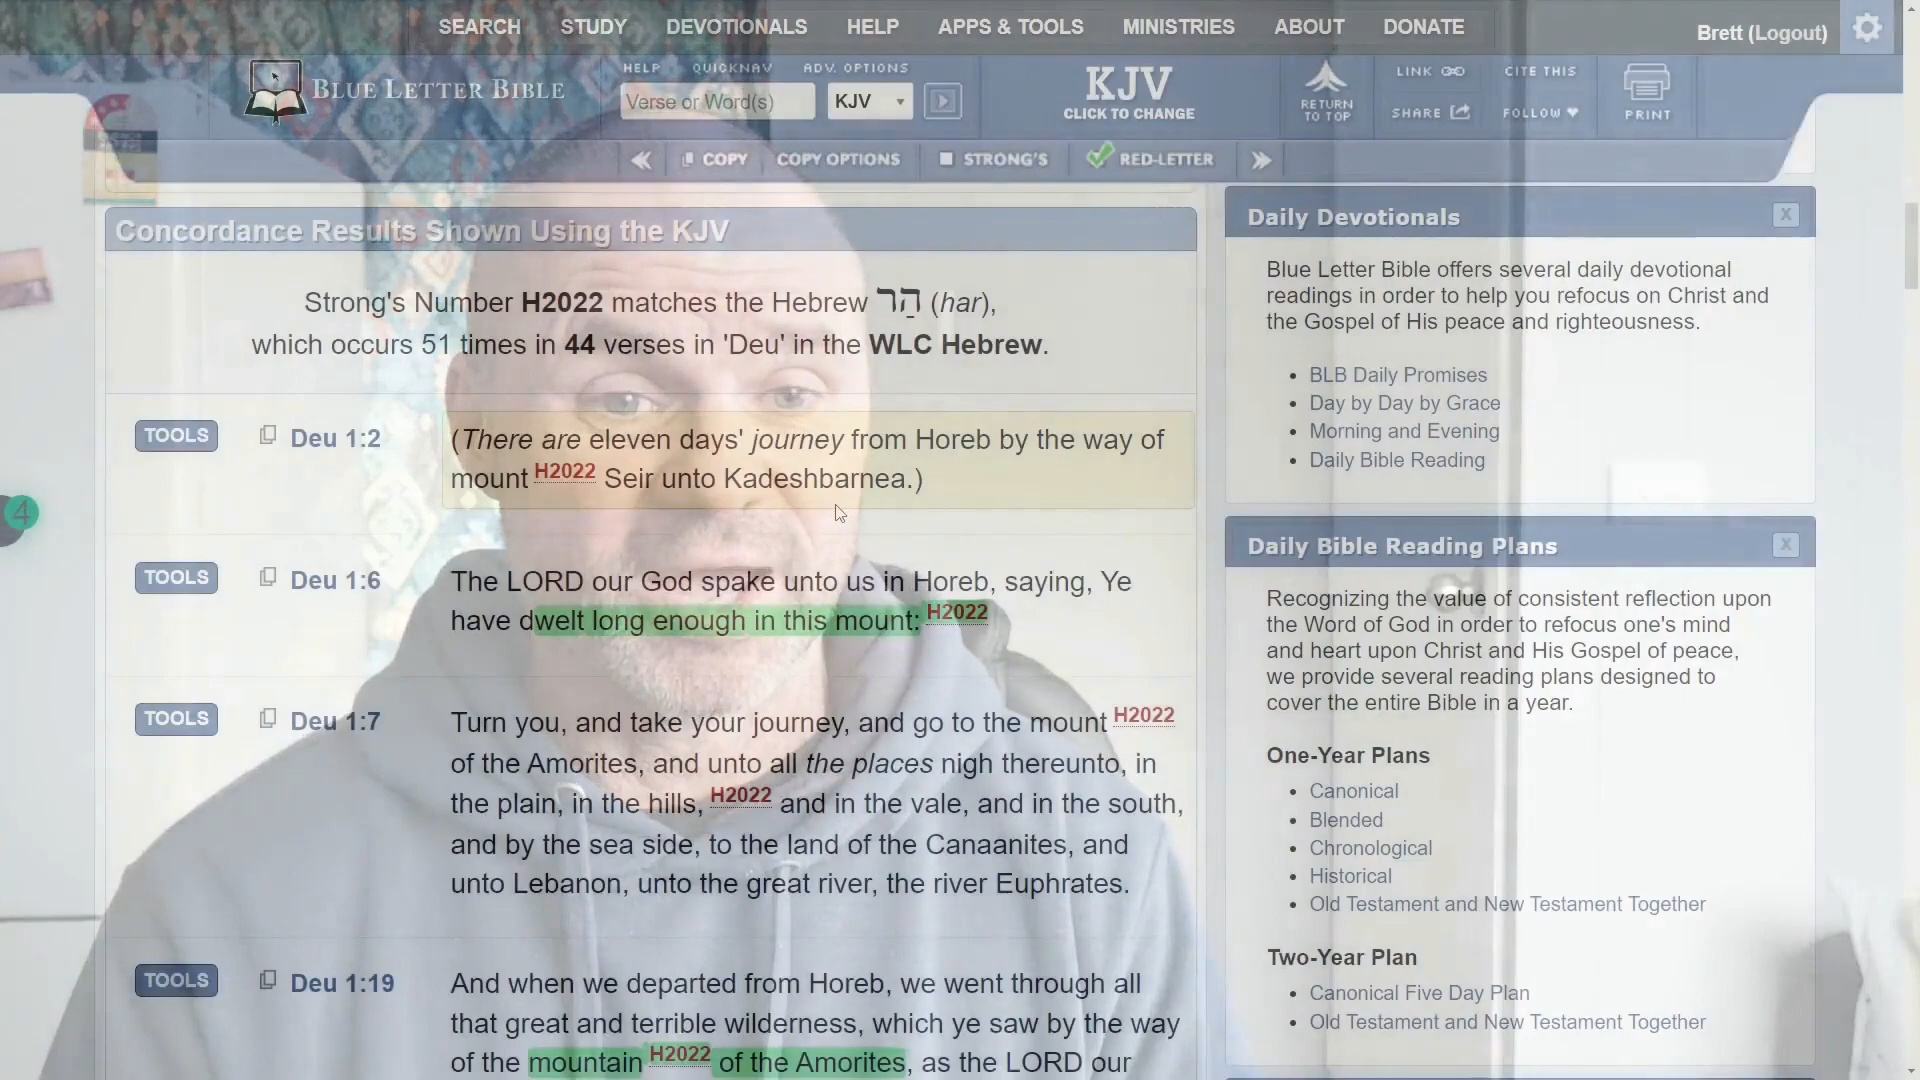 SEARCH STUDY DEVOTIONALS HELP APPS & TOOLS MINISTRIES ABOUT DONATE
Brett (Logout)
BLUE LETTER BIBLE
HELP QUICKNAV ADV. OPTIONS
Verse or Word(s) KJV
KJV
CLICK TO CHANGE
RETURN
TO TOP
LINK
SHARE
CITE THIS
FOLLOW
PRINT
COPY COPY OPTIONS STRONG'S RED-LETTER
Concordance Results Shown Using the KJV
Strong's Number H2022 matches the Hebrew הַר (har),
which occurs 51 times in 44 verses in 'Deu' in the WLC Hebrew.
TOOLS Deu 1:2
(There are eleven days' journey from Horeb by the way of
mount H2022 Seir unto Kadeshbarnea.)
TOOLS Deu 1:6
The LORD our God spake unto us in Horeb, saying, Ye
have dwelt long enough in this mount: H2022
TOOLS Deu 1:7
Turn you, and take your journey, and go to the mount H2022
of the Amorites, and unto all the places nigh thereunto, in
the plain, in the hills, H2022 and in the vale, and in the south,
and by the sea side, to the land of the Canaanites, and
unto Lebanon, unto the great river, the river Euphrates.
TOOLS Deu 1:19
And when we departed from Horeb, we went through all
that great and terrible wilderness, which ye saw by the way
of the mountain H2022 of the Amorites, as the LORD our
4
Daily Devotionals X
Blue Letter Bible offers several daily devotional
readings in order to help you refocus on Christ and
the Gospel of His peace and righteousness.
BLB Daily Promises
Day by Day by Grace
Morning and Evening
Daily Bible Reading
Daily Bible Reading Plans X
Recognizing the value of consistent reflection upon
the Word of God in order to refocus one's mind
and heart upon Christ and His Gospel of peace,
we provide several reading plans designed to
cover the entire Bible in a year.
One-Year Plans
Canonical
Blended
Chronological
Historical
Old Testament and New Testament Together
Two-Year Plan
Canonical Five Day Plan
Old Testament and New Testament Together